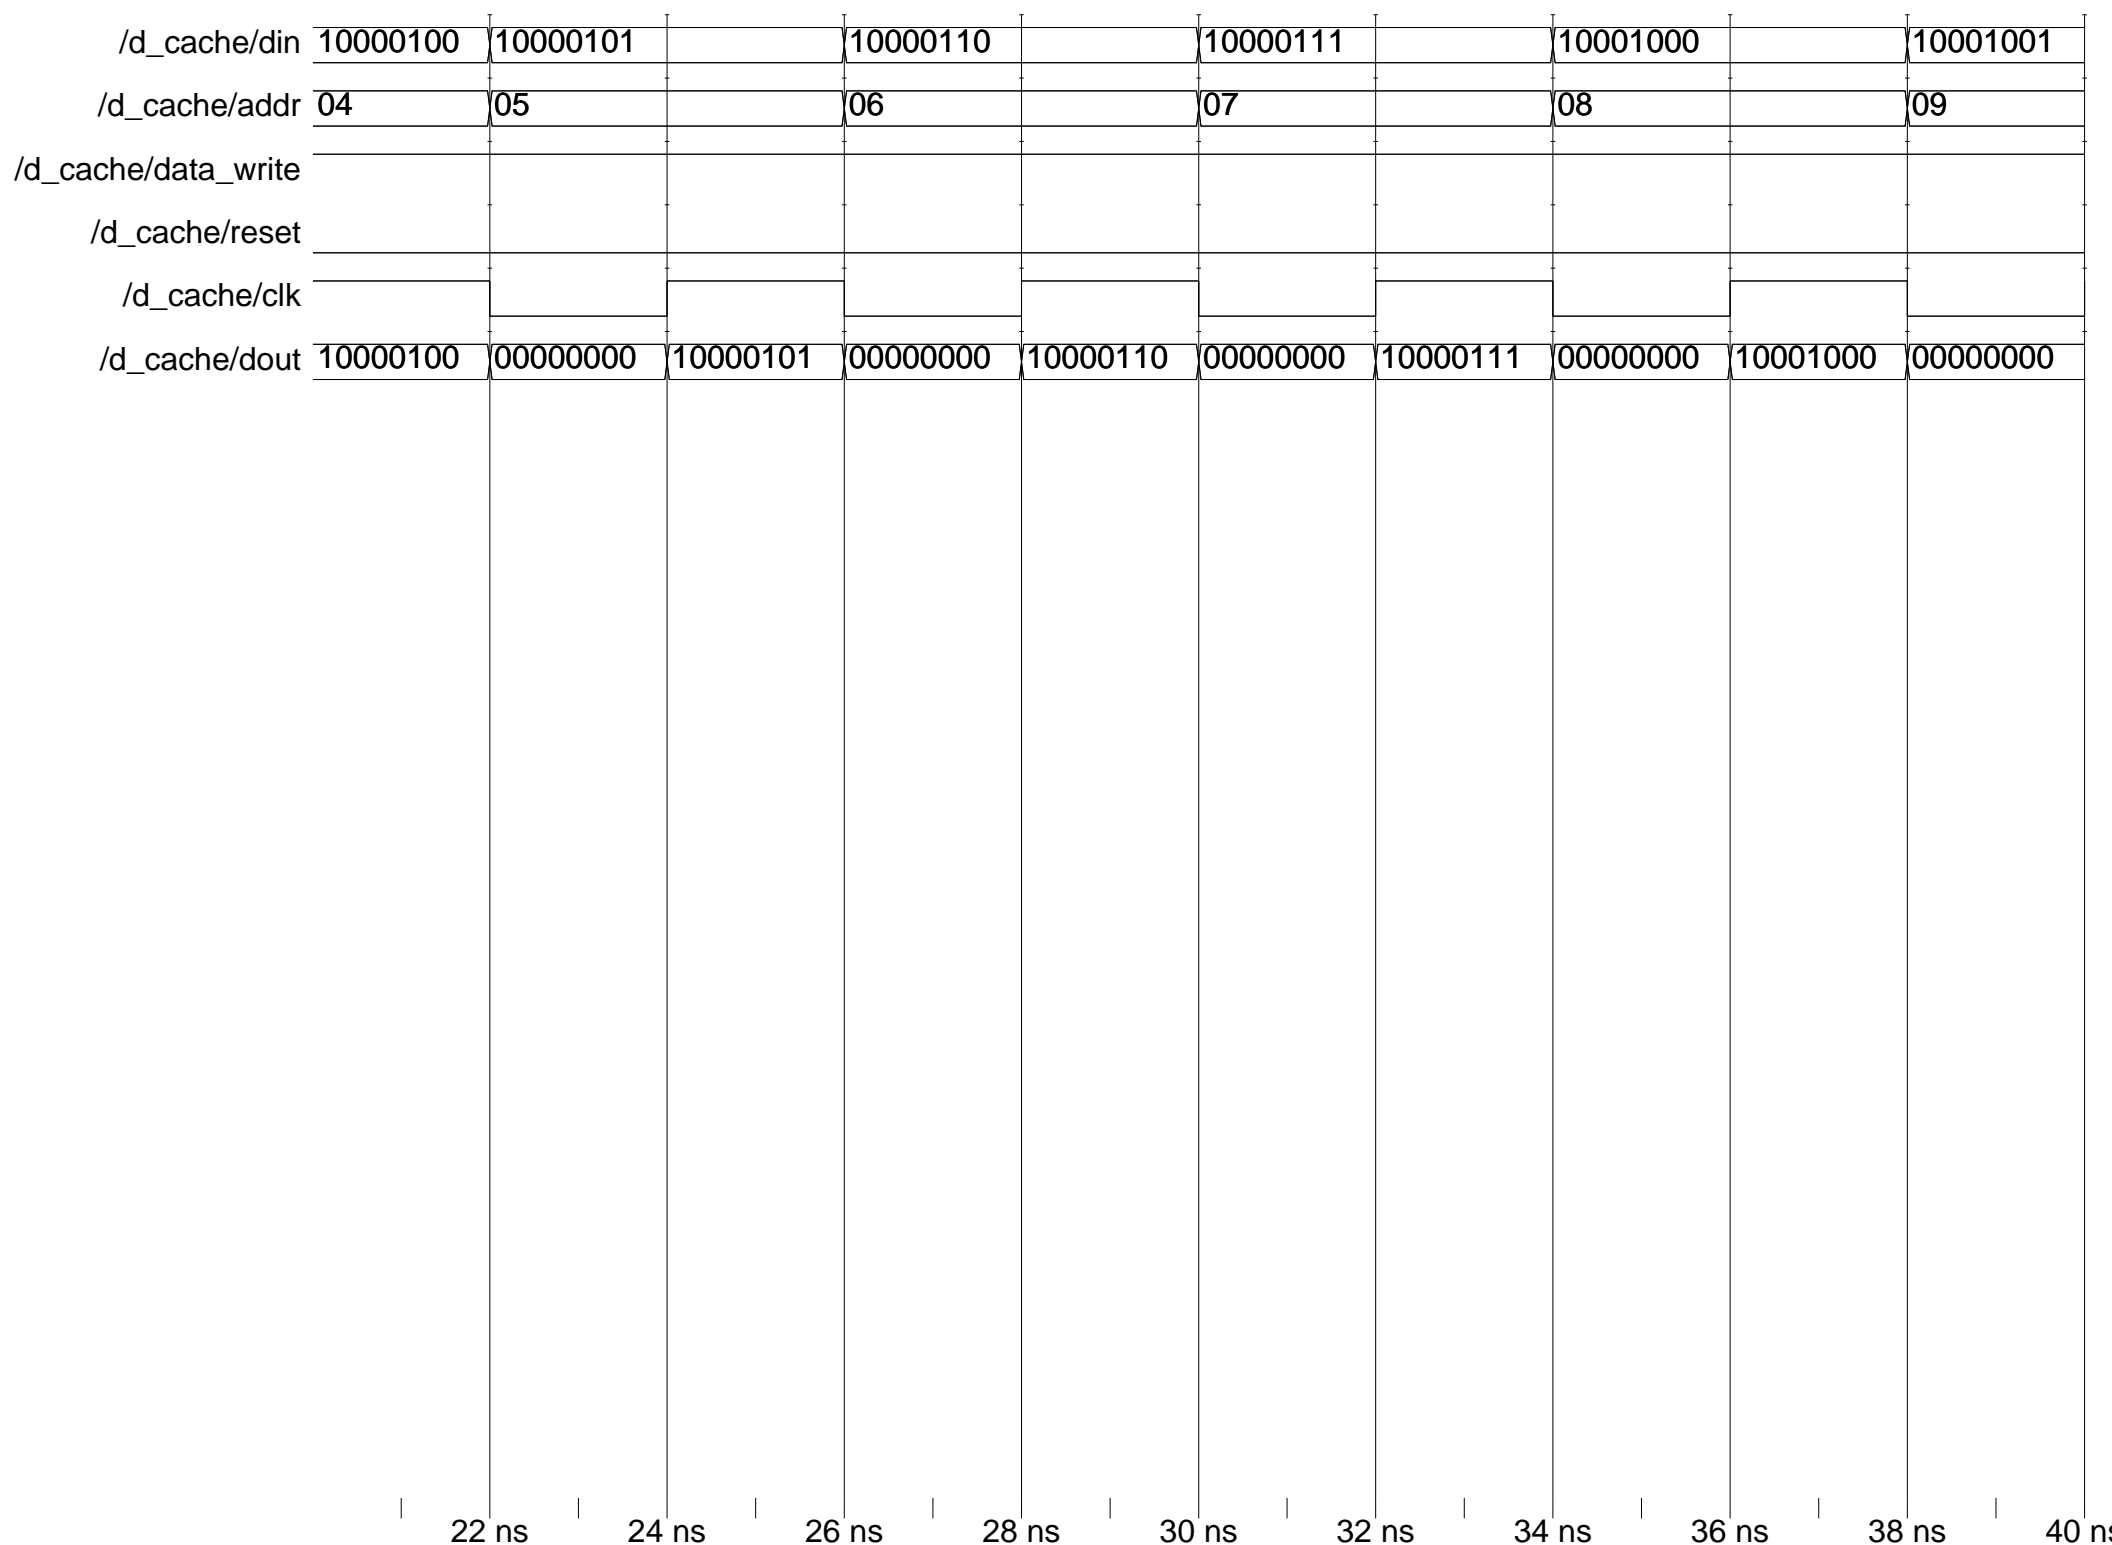 /d_cache/din 10000100 10000101 10000110 10000111 10001000 10001001
/d_cache/addr 04 05 06 07 08 09
/d_cache/data_write
/d_cache/reset
/d_cache/clk
/d_cache/dout 10000100 00000000 10000101 00000000 10000110 00000000 10000111 00000000 10001000 00000000
22 ns 24 ns 26 ns 28 ns 30 ns 32 ns 34 ns 36 ns 38 ns 40 ns